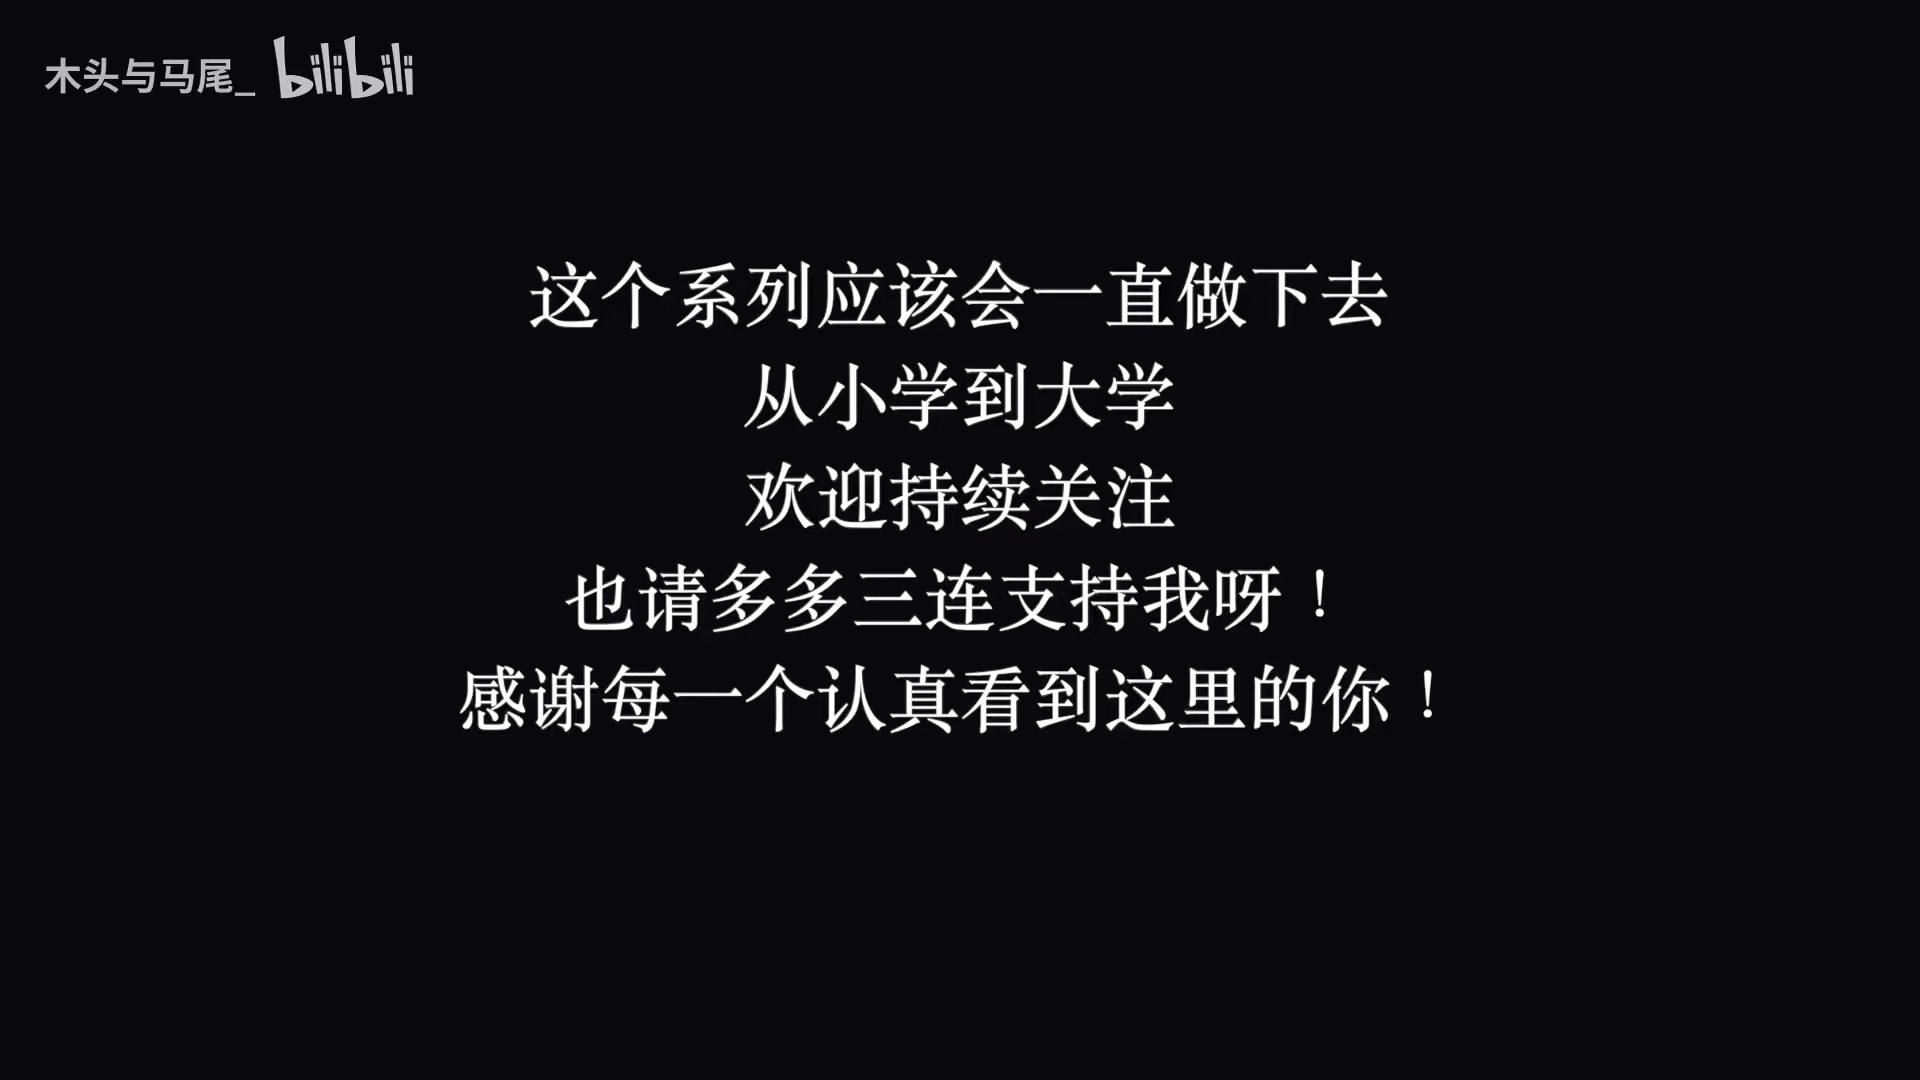 木头与马尾_ bilibili
这个系列应该会一直做下去
从小学到大学
欢迎持续关注
也请多多三连支持我呀！
感谢每一个认真看到这里的你！